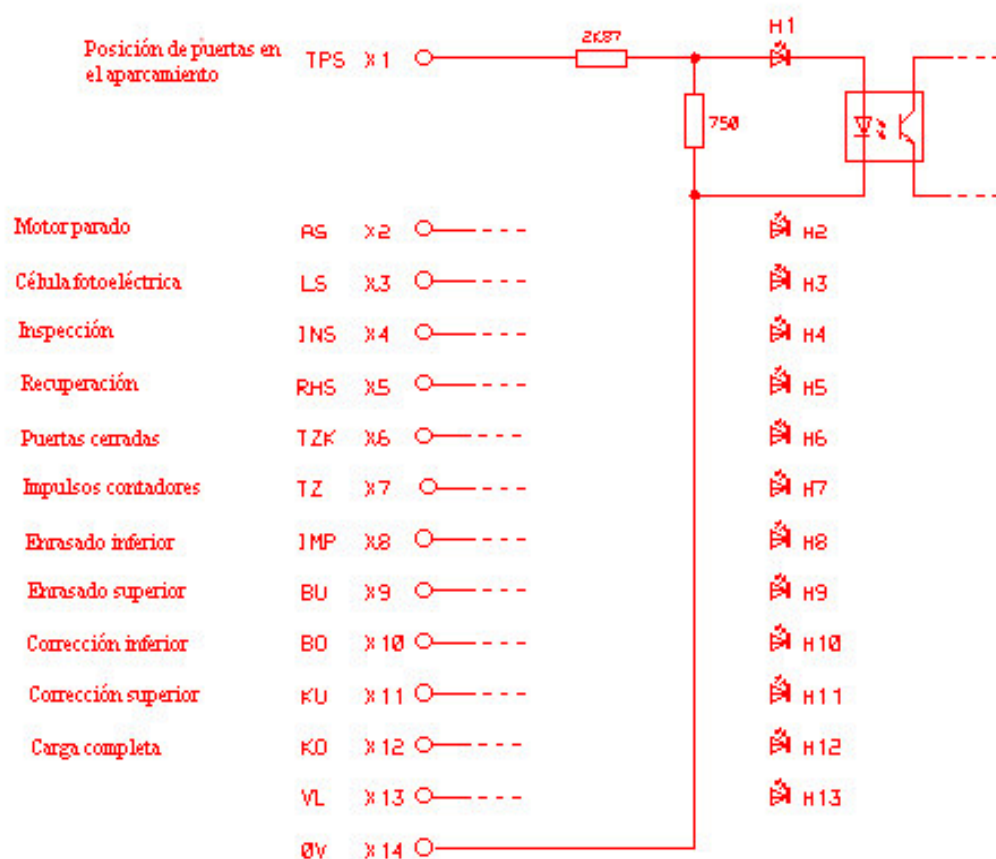 H1
2K87
Posición de puertas en
el aparcamiento
TPS X1
750
Motor parado AS X2 H2
Célula fotoeléctrica LS X3 H3
Inspección INS X4 H4
Recuperación RHS X5 H5
Puertas cerradas TZK X6 H6
Impulsos contadores TZ X7 H7
Enrasado inferior IMP X8 H8
Enrasado superior BU X9 H9
Corrección inferior BO X10 H10
Corrección superior KU X11 H11
Carga completa KO X12 H12
VL X13 H13
0V X14